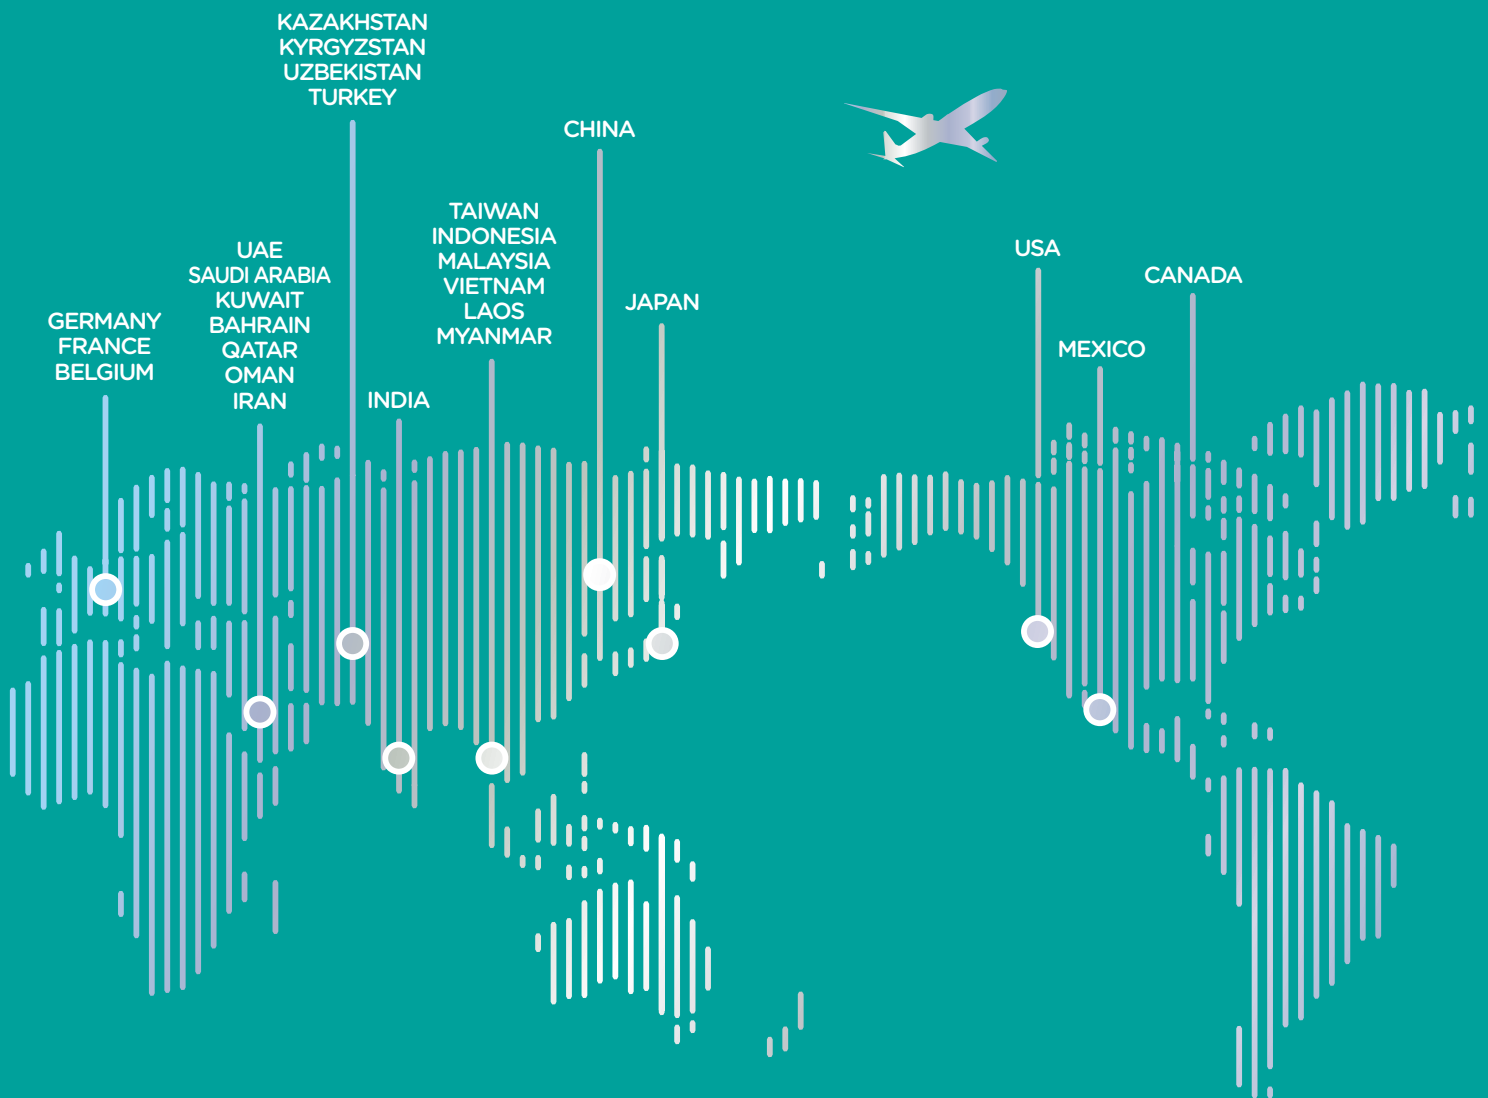 KAZAKHSTAN
KYRGYZSTAN
UZBEKISTAN
TURKEY
CHINA
TAIWAN
INDONESIA
MALAYSIA
VIETNAM
LAOS
MYANMAR
UAE
SAUDI ARABIA
KUWAIT
BAHRAIN
QATAR
OMAN
IRAN
USA
CANADA
JAPAN
GERMANY
FRANCE
BELGIUM
MEXICO
INDIA